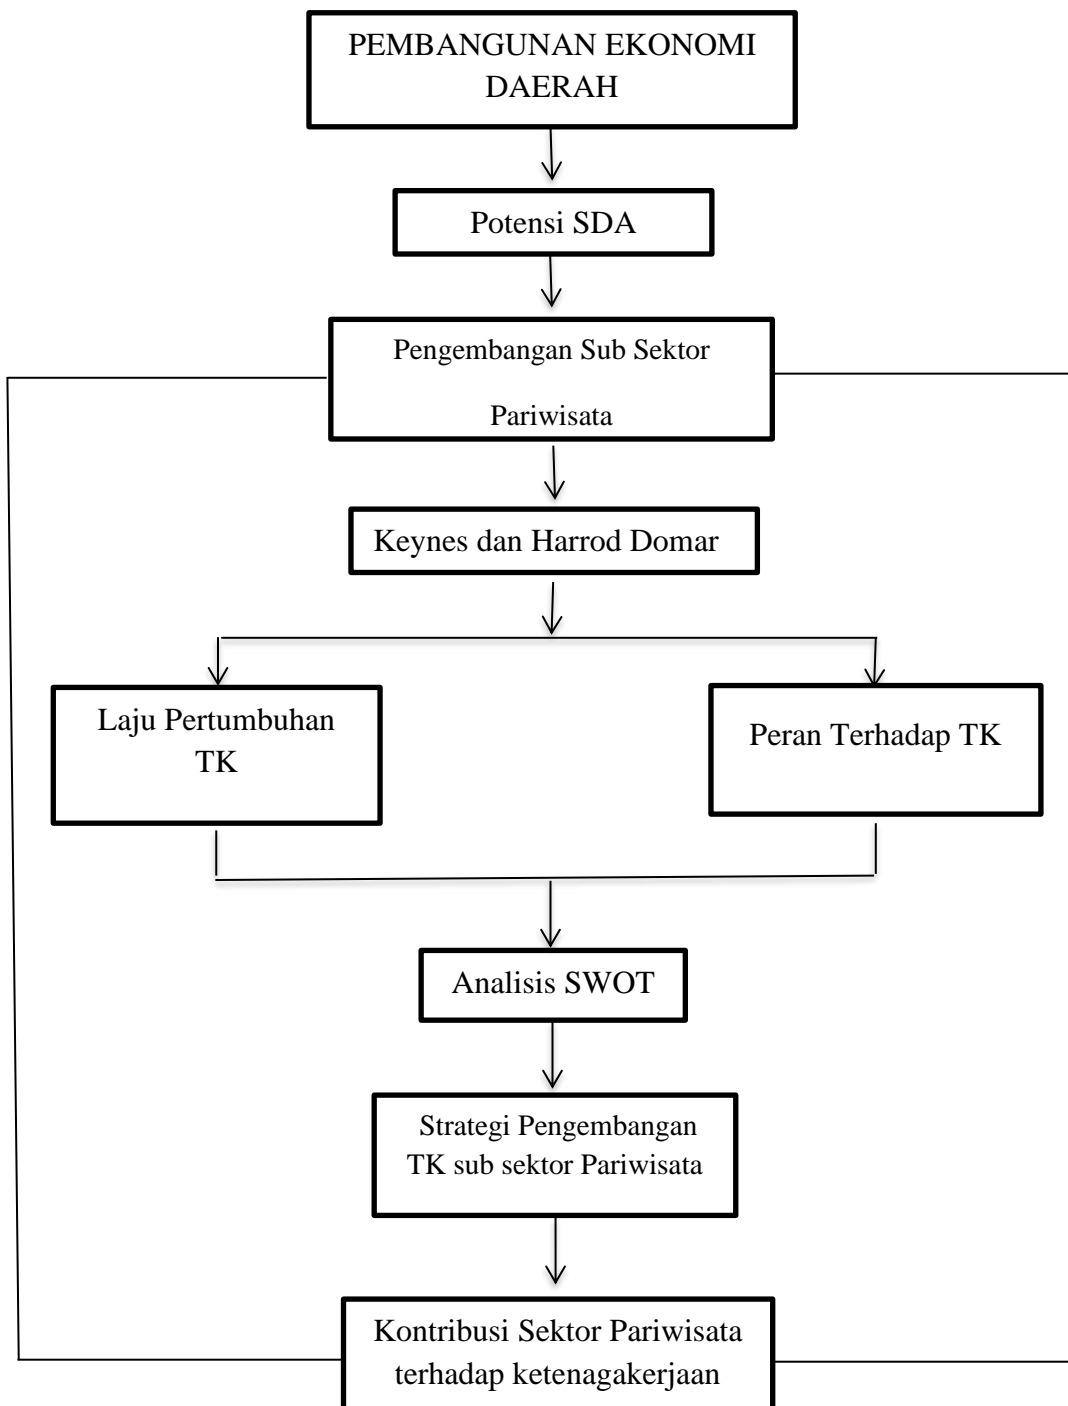 PEMBANGUNAN EKONOMI
DAERAH
Potensi SDA
Pengembangan Sub Sektor
Pariwisata
Keynes dan Harrod Domar
Laju Pertumbuhan
TK
Peran Terhadap TK
Analisis SWOT
Strategi Pengembangan
TK sub sektor Pariwisata
Kontribusi Sektor Pariwisata
terhadap ketenagakerjaan